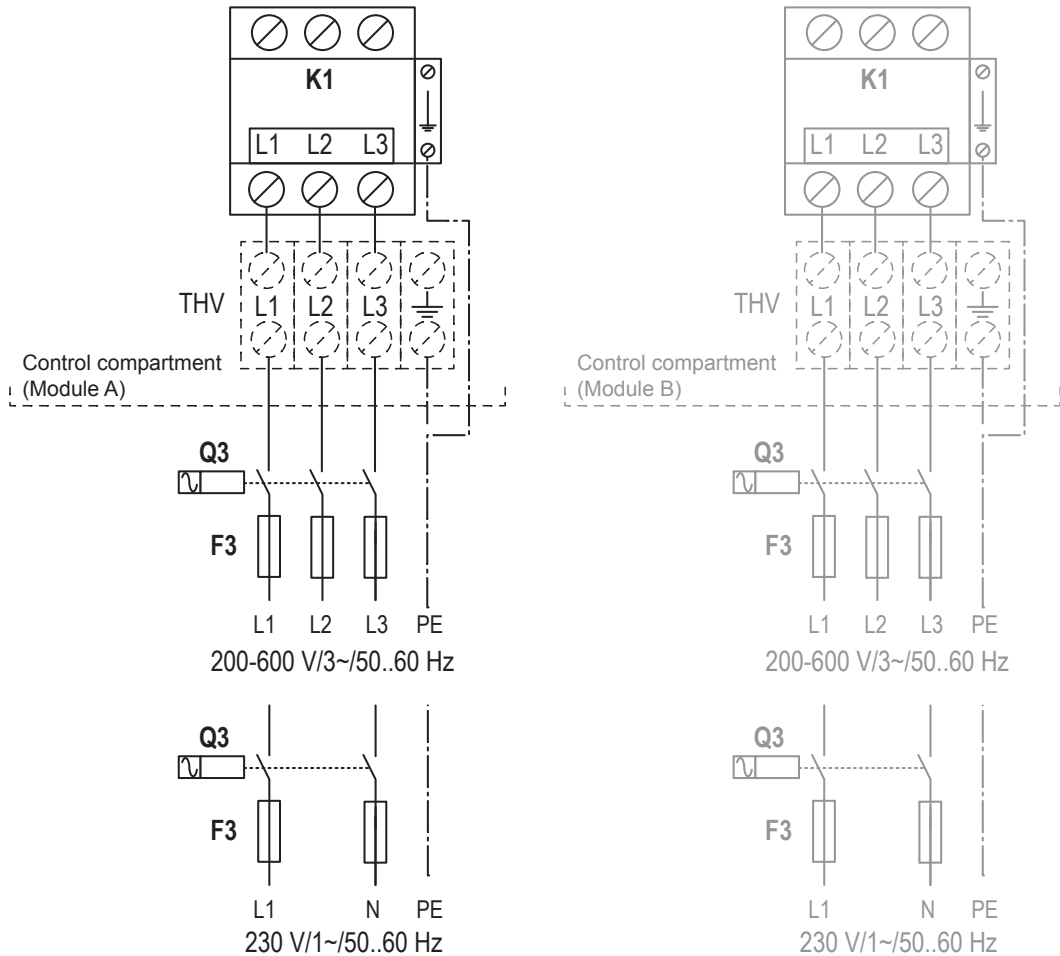 K1
L1 L2 L3
THV
L1 L2 L3
Control compartment
(Module A)
Q3
F3
L1 L2 L3 PE
200-600 V/3~/50..60 Hz
Q3
F3
L1 N PE
230 V/1~/50..60 Hz
K1
L1 L2 L3
THV
L1 L2 L3
Control compartment
(Module B)
Q3
F3
L1 L2 L3 PE
200-600 V/3~/50..60 Hz
Q3
F3
L1 N PE
230 V/1~/50..60 Hz